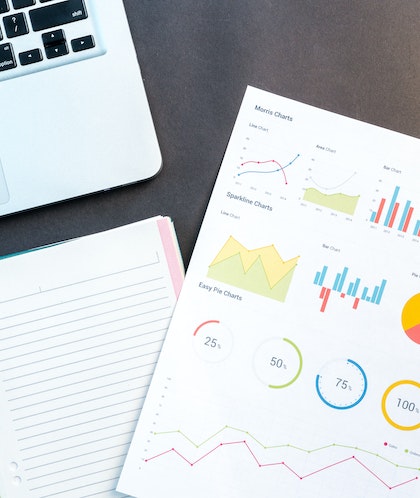 shift
option
Morris Charts
Line Chart
Area Chart
Bar Chart
Sparkline Charts
Line Chart
Bar Chart
Pie
Easy Pie Charts
25%
50%
75%
100%